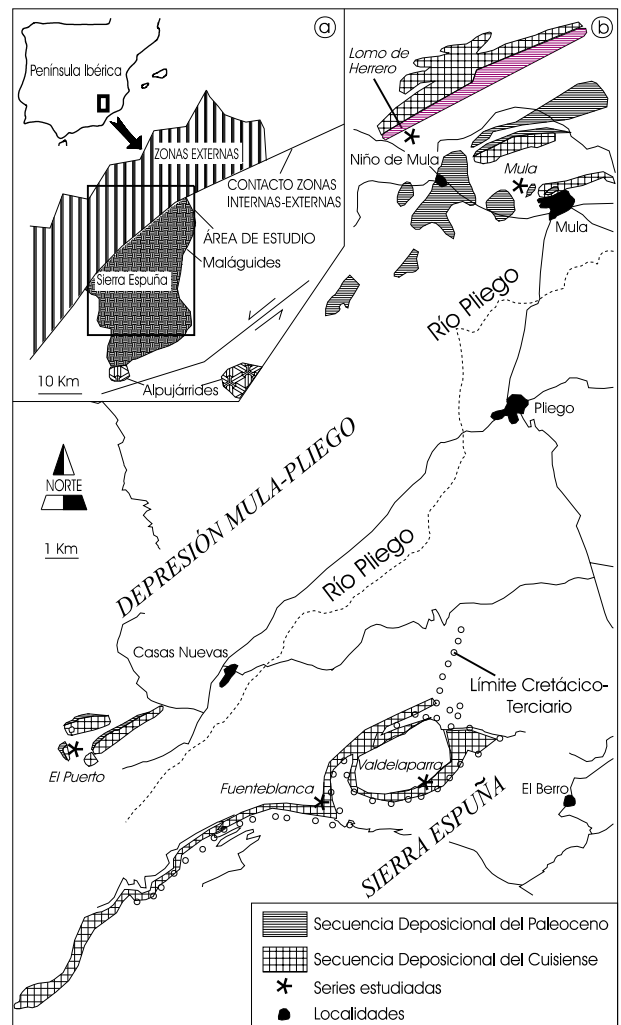 a
Península Ibérica
ZONAS EXTERNAS
CONTACTO ZONAS
INTERNAS-EXTERNAS
ÁREA DE ESTUDIO
Maláguides
Sierra Espuña
10 Km
Alpujárrides
b
Lomo de
Herrero
Niño de Mula
Mula
Mula
Río Pliego
Pliego
NORTE
1 Km
DEPRESIÓN MULA-PLIEGO
Río Pliego
Casas Nuevas
Límite Cretácico-
Terciario
El Puerto
Fuenteblanca
Valdelaparra
El Berro
SIERRA ESPUÑA
Secuencia Deposicional del Paleoceno
Secuencia Deposicional del Cuisiense
Series estudiadas
Localidades